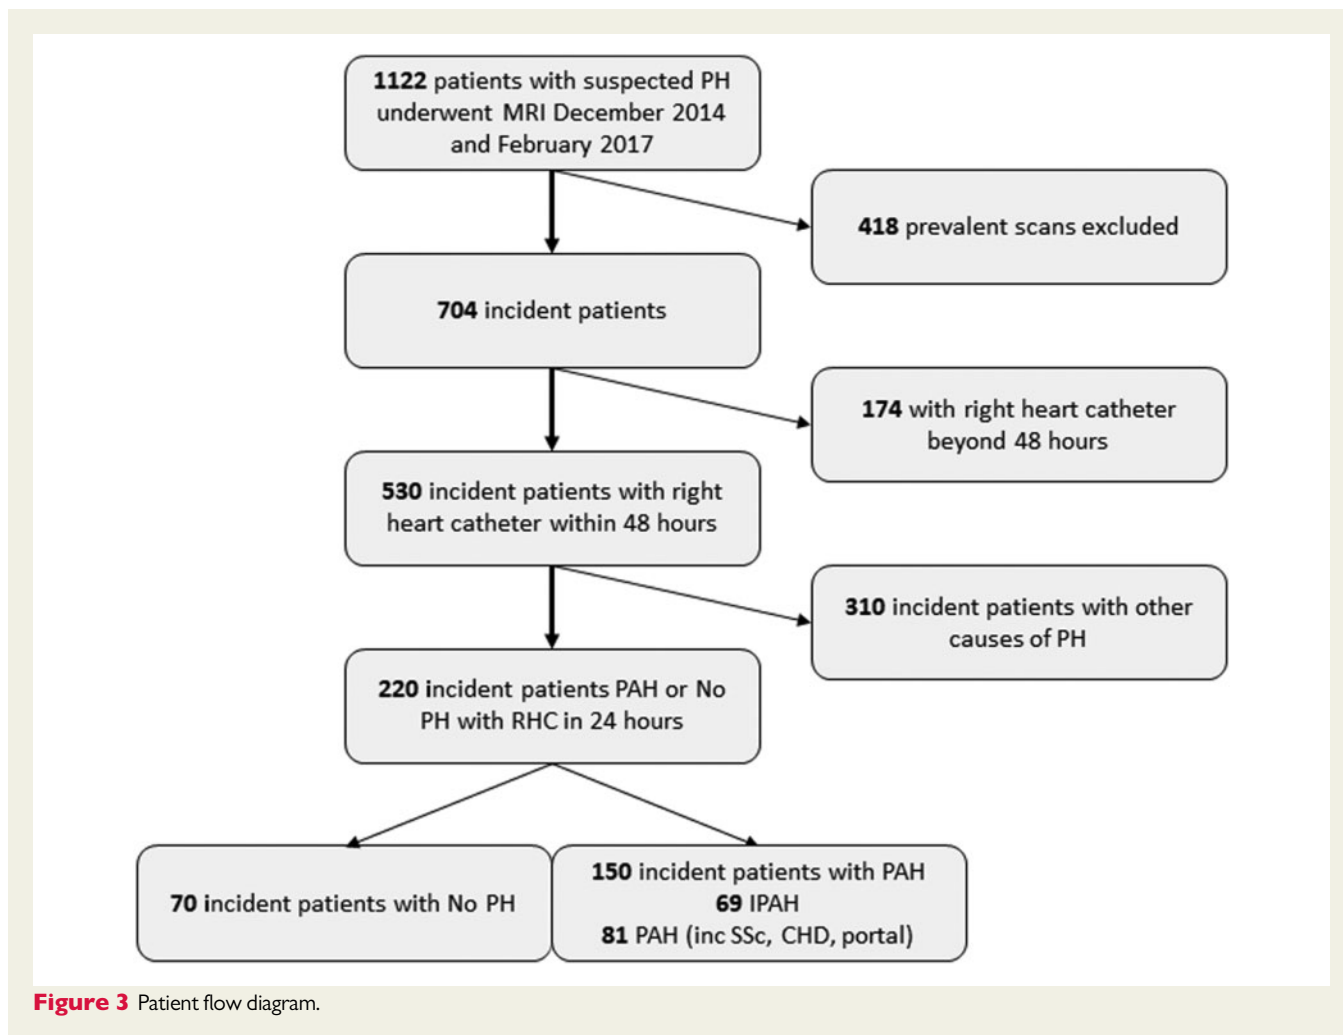 1122 patients with suspected PH
underwent MRI December 2014
and February 2017
418 prevalent scans excluded
704 incident patients
174 with right heart catheter
beyond 48 hours
530 incident patients with right
heart catheter within 48 hours
310 incident patients with other
causes of PH
220 incident patients PAH or No
PH with RHC in 24 hours
70 incident patients with No PH
150 incident patients with PAH
69 IPAH
81 PAH (inc SSc, CHD, portal)
Figure 3 Patient flow diagram.